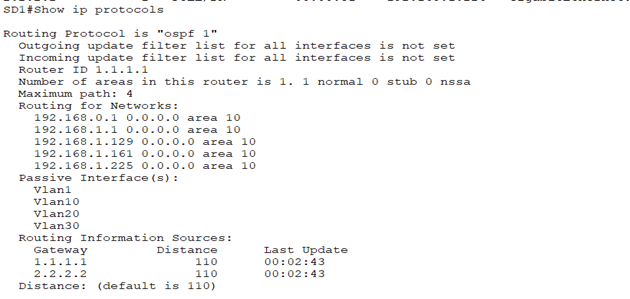 SD1#Show ip protocols
Routing Protocol is "ospf 1"
Outgoing update filter list for all interfaces is not set
Incoming update filter list for all interfaces is not set
Router ID 1.1.1.1
Number of areas in this router is 1. 1 normal 0 stub 0 nssa
Maximum path: 4
Routing for Networks:
192.168.0.1 0.0.0.0 area 10
192.168.1.1 0.0.0.0 area 10
192.168.1.129 0.0.0.0 area 10
192.168.1.161 0.0.0.0 area 10
192.168.1.225 0.0.0.0 area 10
Passive Interface(s):
Vlan1
Vlan10
Vlan20
Vlan30
Routing Information Sources:
Gateway Distance Last Update
1.1.1.1 110 00:02:43
2.2.2.2 110 00:02:43
Distance: (default is 110)